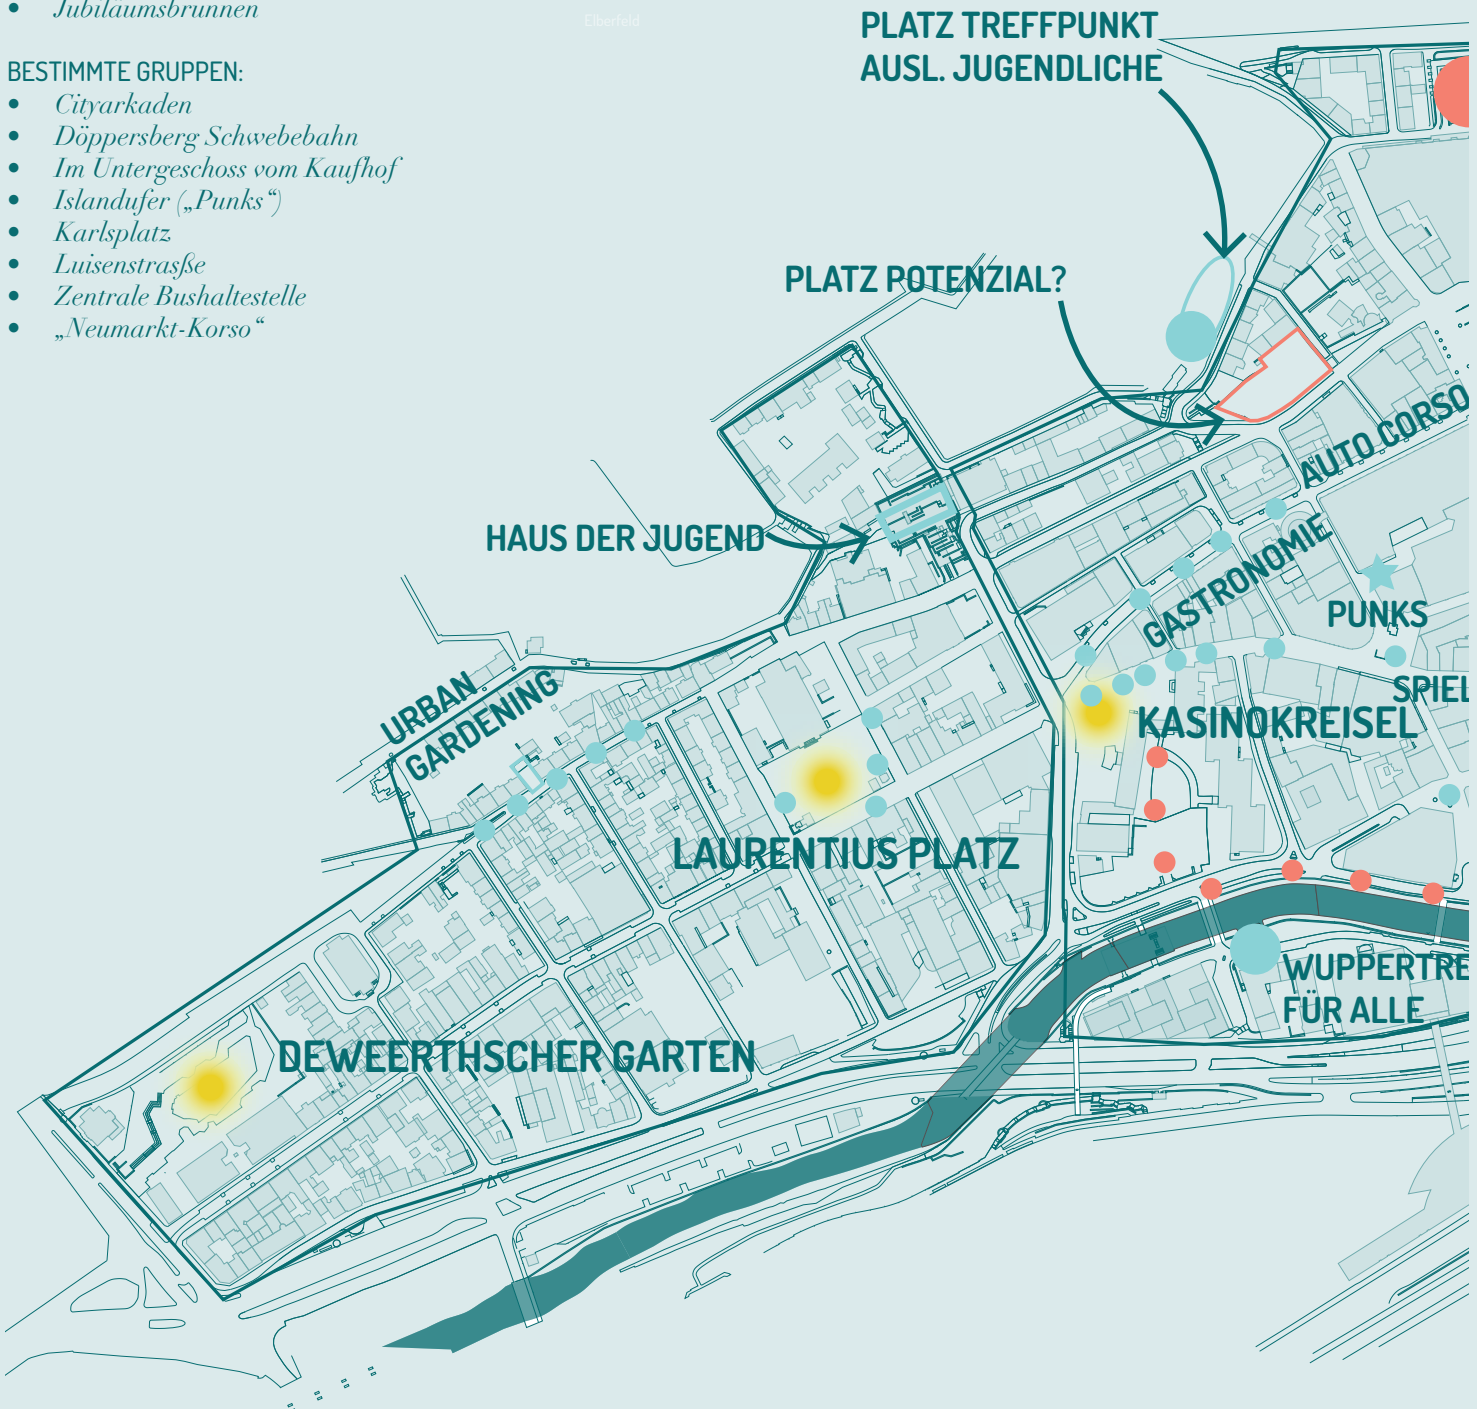 • Jubiläumsbrunnen
Elberfeld
BESTIMMTE GRUPPEN:
• Cityarkaden
• Döppersberg Schwebebahn
• Im Untergeschoss vom Kaufhof
• Islandufer („Punks“)
• Karlsplatz
• Luisenstrasße
• Zentrale Bushaltestelle
• „Neumarkt-Korso“
PLATZ TREFFPUNKT
AUSL. JUGENDLICHE
PLATZ POTENZIAL?
AUTO CORSO
HAUS DER JUGEND
GASTRONOMIE
PUNKS
SPIEL
URBAN
GARDENING
KASINOKREISEL
LAURENTIUS PLATZ
WUPPERTRE
FÜR ALLE
DEWEERTHSCHER GARTEN